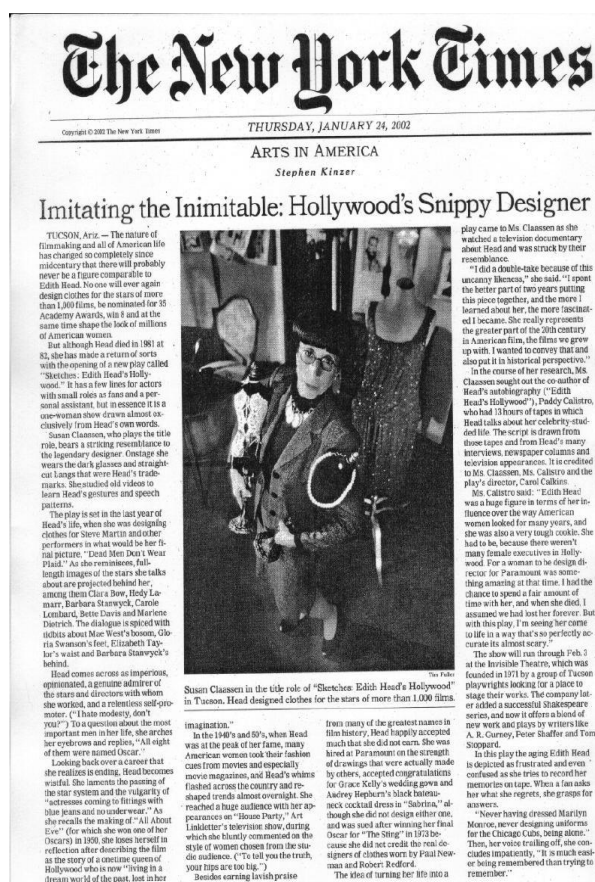 The New York Times
Copyright © 2002 The New York Times
THURSDAY, JANUARY 24, 2002
ARTS IN AMERICA
Stephen Kinzer
Imitating the Inimitable: Hollywood's Snippy Designer
TUCSON, Ariz. — The nature of
filmmaking and all of American life
has changed so completely since
midcentury that there will probably
never be a figure comparable to
Edith Head. No one will ever again
design clothes for the stars of more
than 1,000 films, be nominated for 35
Academy Awards, win 8 and at the
same time shape the look of millions
of American women.
But although Head died in 1981 at
82, she has made a return of sorts
with the opening of a new play called
"Sketches: Edith Head's Holly-
wood." It has a few lines for actors
with small roles as fans and a per-
sonal assistant, but in essence it is a
one-woman show drawn almost ex-
clusively from Head's own words.
Susan Claassen, who plays the title
role, bears a striking resemblance to
the legendary designer. Onstage she
wears the dark glasses and straight-
cut bangs that were Head's trade-
marks. She studied old videos to
learn Head's gestures and speech
patterns.
The play is set in the last year of
Head's life, when she was designing
clothes for Steve Martin and other
performers in what would be her fi-
nal picture, "Dead Men Don't Wear
Plaid." As she reminisces, full-
length images of the stars she talks
about are projected behind her,
among them Clara Bow, Hedy La-
marr, Barbara Stanwyck, Carole
Lombard, Bette Davis and Marlene
Dietrich. The dialogue is spiced with
tidbits about Mae West's bosom, Glo-
ria Swanson's feet, Elizabeth Tay-
lor's waist and Barbara Stanwyck's
behind.
Head comes across as imperious,
opinionated, a genuine admirer of
the stars and directors with whom
she worked, and a relentless self-pro-
moter. ("I hate modesty, don't
you?") To a question about the most
important men in her life, she arches
her eyebrows and replies, "All eight
of them were named Oscar."
Looking back over a career that
she realizes is ending, Head becomes
wistful. She laments the passing of
the star system and the vulgarity of
"actresses coming to fittings with
blue jeans and no underwear." As
she recalls the making of "All About
Eve" (for which she won one of her
Oscars) in 1950, she loses herself in
reflection after describing the film
as the story of a onetime queen of
Hollywood who is now "living in a
dream world of the past, lost in her
Tim Fuller
Susan Claassen in the title role of "Sketches: Edith Head's Hollywood"
in Tucson. Head designed clothes for the stars of more than 1,000 films.
imagination."
In the 1940's and 50's, when Head
was at the peak of her fame, many
American women took their fashion
cues from movies and especially
movie magazines, and Head's whims
flashed across the country and re-
shaped trends almost overnight. She
reached a huge audience with her ap-
pearances on "House Party," Art
Linkletter's television show, during
which she bluntly commented on the
style of women chosen from the stu-
dio audience. ("To tell you the truth,
your hips are too big.")
Besides earning lavish praise
from many of the greatest names in
film history, Head happily accepted
much that she did not earn. She was
hired at Paramount on the strength
of drawings that were actually made
by others, accepted congratulations
for Grace Kelly's wedding gown and
Audrey Hepburn's black bateau-
neck cocktail dress in "Sabrina," al-
though she did not design either one,
and was sued after winning her final
Oscar for "The Sting" in 1973 be-
cause she did not credit the real de-
signers of clothes worn by Paul New-
man and Robert Redford.
The idea of turning her life into a
play came to Ms. Claassen as she
watched a television documentary
about Head and was struck by their
resemblance.
"I did a double-take because of this
uncanny likeness," she said. "I spent
the better part of two years putting
this piece together, and the more I
learned about her, the more fascinat-
ed I became. She really represents
the greater part of the 20th century
in American film, the films we grew
up with. I wanted to convey that and
also put it in historical perspective."
In the course of her research, Ms.
Claassen sought out the co-author of
Head's autobiography ("Edith
Head's Hollywood"), Paddy Calistro,
who had 13 hours of tapes in which
Head talks about her celebrity-stud-
ded life. The script is drawn from
those tapes and from Head's many
interviews, newspaper columns and
television appearances. It is credited
to Ms. Claassen, Ms. Calistro and the
play's director, Carol Calkins.
Ms. Calistro said: "Edith Head
was a huge figure in terms of her in-
fluence over the way American
women looked for many years, and
she was also a very tough cookie. She
had to be, because there weren't
many female executives in Holly-
wood. For a woman to be design di-
rector for Paramount was some-
thing amazing at that time. I had the
chance to spend a fair amount of
time with her, and when she died, I
assumed we had lost her forever. But
with this play, I'm seeing her come
to life in a way that's so perfectly ac-
curate its almost scary."
The show will run through Feb. 3
at the Invisible Theatre, which was
founded in 1971 by a group of Tucson
playwrights looking for a place to
stage their works. The company lat-
er added a successful Shakespeare
series, and now it offers a blend of
new work and plays by writers like
A. R. Gurney, Peter Shaffer and Tom
Stoppard.
In this play the aging Edith Head
is depicted as frustrated and even
confused as she tries to record her
memories on tape. When a fan asks
her what she regrets, she grasps for
answers.
"Never having dressed Marilyn
Monroe, never designing uniforms
for the Chicago Cubs, being alone."
Then, her voice trailing off, she con-
cludes impatiently, "It is much easi-
er being remembered than trying to
remember."